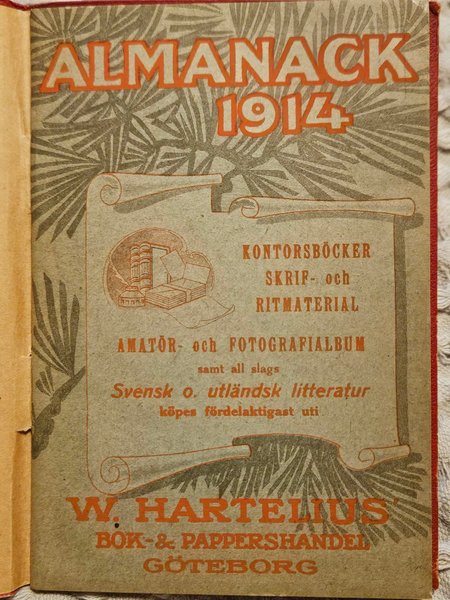 ALMANACK
1914
KONTORSBÖCKER
SKRIF- och
RITMATERIAL
AMATÖR- och FOTOGRAFIALBUM
samt all slags
Svensk o. utländsk litteratur
köpes fördelaktigast uti
W. HARTELIUS'
BOK- & PAPPERSHANDEL
GÖTEBORG